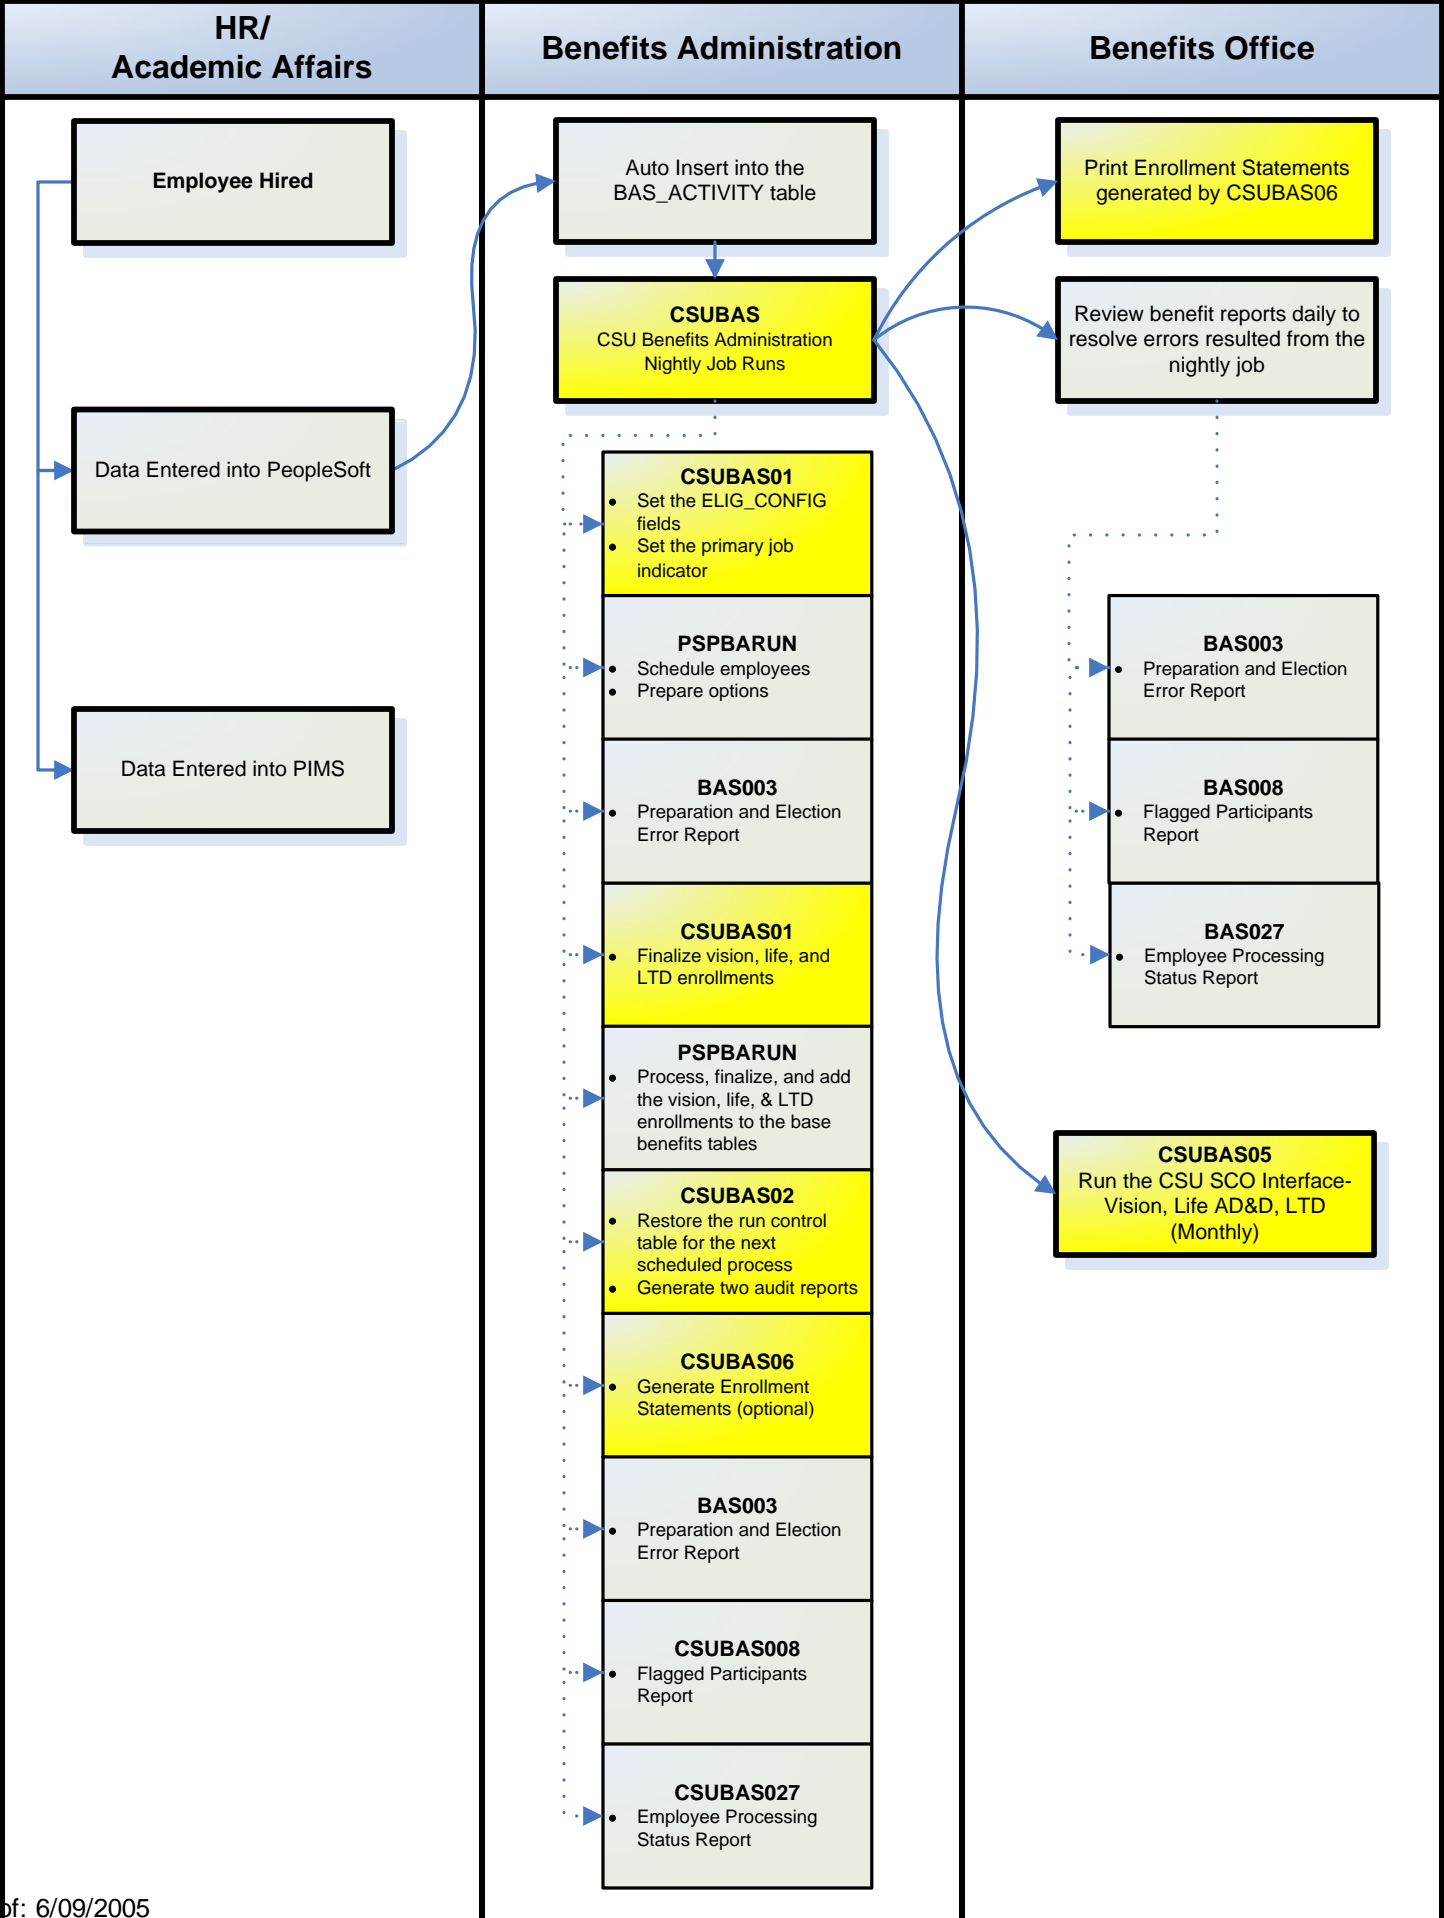 HR/
Academic Affairs
Benefits Administration
Benefits Office
Employee Hired
Data Entered into PeopleSoft
Data Entered into PIMS
Auto Insert into the
BAS_ACTIVITY table
CSUBAS
CSU Benefits Administration
Nightly Job Runs
CSUBAS01
• Set the ELIG_CONFIG
fields
• Set the primary job
indicator
PSPBARUN
• Schedule employees
• Prepare options
BAS003
• Preparation and Election
Error Report
CSUBAS01
• Finalize vision, life, and
LTD enrollments
PSPBARUN
• Process, finalize, and add
the vision, life, & LTD
enrollments to the base
benefits tables
CSUBAS02
• Restore the run control
table for the next
scheduled process
• Generate two audit reports
CSUBAS06
• Generate Enrollment
Statements (optional)
BAS003
• Preparation and Election
Error Report
CSUBAS008
• Flagged Participants
Report
CSUBAS027
• Employee Processing
Status Report
Print Enrollment Statements
generated by CSUBAS06
Review benefit reports daily to
resolve errors resulted from the
nightly job
BAS003
• Preparation and Election
Error Report
BAS008
• Flagged Participants
Report
BAS027
• Employee Processing
Status Report
CSUBAS05
Run the CSU SCO Interface-
Vision, Life AD&D, LTD
(Monthly)
of: 6/09/2005